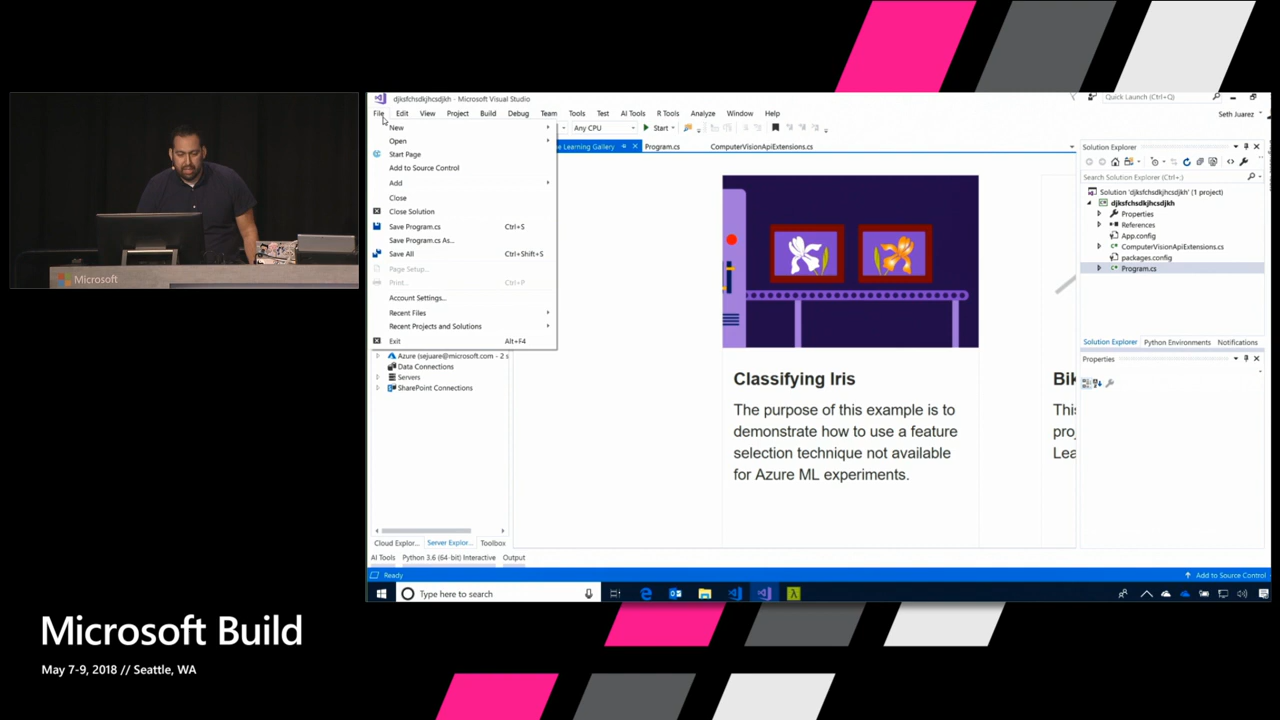 djksfchsdkjhcsdjkh - Microsoft Visual Studio
Quick Launch (Ctrl+Q)
File Edit View Project Build Debug Team Tools Test AI Tools R Tools Analyze Window Help
Seth Juarez
Any CPU Start
New
Open
Start Page
Add to Source Control
Add
Close
Close Solution
Save Program.cs Ctrl+S
Save Program.cs As...
Save All Ctrl+Shift+S
Page Setup...
Print... Ctrl+P
Account Settings...
Recent Files
Recent Projects and Solutions
Exit Alt+F4
Azure (sejuare@microsoft.com - 2 s
Data Connections
Servers
SharePoint Connections
Cloud Explor... Server Explor... Toolbox
AI Tools Python 3.6 (64-bit) Interactive Output
Ready
Add to Source Control
Type here to search
e Learning Gallery Program.cs ComputerVisionApiExtensions.cs
Classifying Iris
The purpose of this example is to
demonstrate how to use a feature
selection technique not available
for Azure ML experiments.
Bik
This
proj
Lea
Solution Explorer
Search Solution Explorer (Ctrl+;)
Solution 'djksfchsdkjhcsdjkh' (1 project)
djksfchsdkjhcsdjkh
Properties
References
App.config
ComputerVisionApiExtensions.cs
packages.config
Program.cs
Solution Explorer Python Environments Notifications
Properties
Microsoft
Microsoft Build
May 7-9, 2018 // Seattle, WA